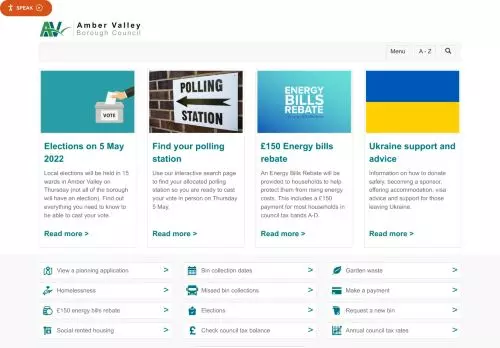 SPEAK
AV
Amber Valley
Borough Council
Menu
A - Z
VOTE
POLLING
STATION
ENERGY
BILLS
REBATE
Elections on 5 May
2022
Local elections will be held in 15
wards in Amber Valley on
Thursday (not all of the borough
will have an election). Find out
everything you need to know to
be able to cast your vote.
Read more >
Find your polling
station
Use our interactive search page
to find your allocated polling
station so you are ready to cast
your vote in person on Thursday
5 May.
Read more >
£150 Energy bills
rebate
An Energy Bills Rebate will be
provided to households to help
protect them from rising energy
costs. This includes a £150
payment for most households in
council tax bands A-D.
Read more >
Ukraine support and
advice
Information on how to donate
safely, becoming a sponsor,
offering accommodation, visa
advice and support for those
leaving Ukraine.
Read more >
View a planning application >
Bin collection dates >
Garden waste >
Homelessness >
Missed bin collections >
Make a payment >
£150 energy bills rebate >
Elections >
Request a new bin >
Social rented housing >
£ Check council tax balance >
Annual council tax rates >